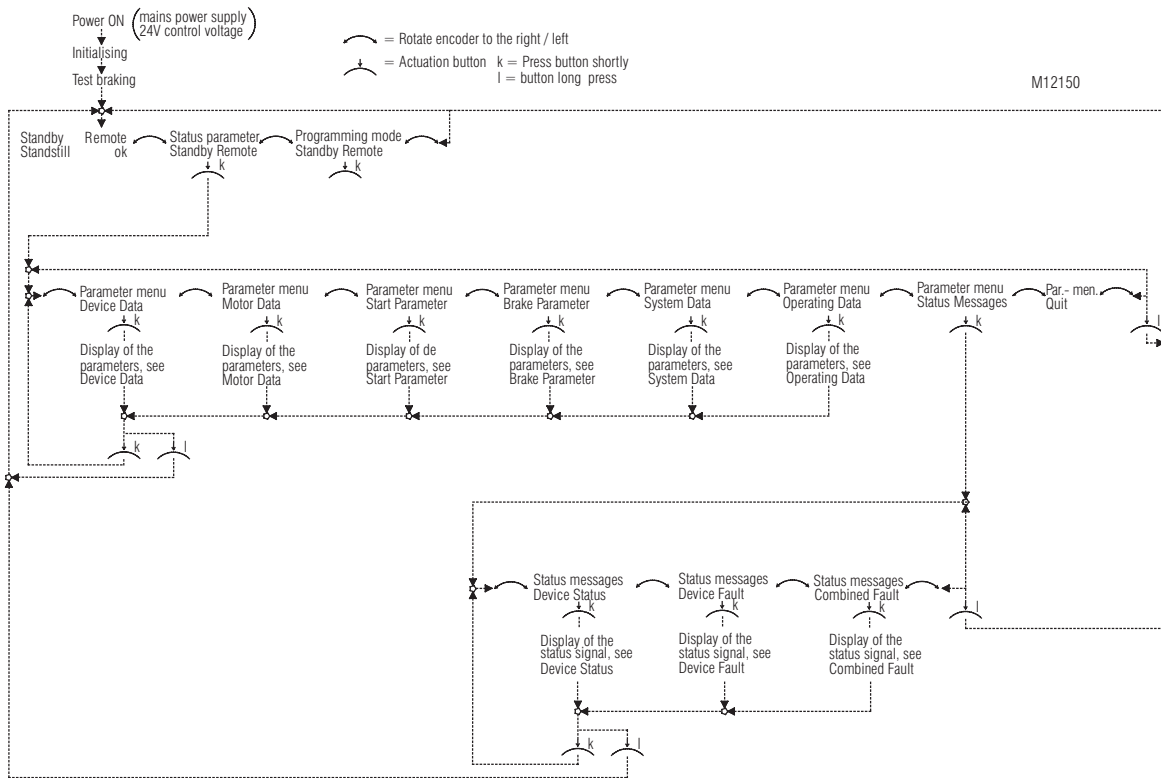 Power ON (mains power supply
24V control voltage)
Initialising
Test braking
= Rotate encoder to the right / left
= Actuation button k = Press button shortly
l = button long press
M12150
Standby Remote
Standstill ok
Status parameter
Standby Remote
k
Programming mode
Standby Remote
k
Parameter menu
Device Data
k
Display of the
parameters, see
Device Data
Parameter menu
Motor Data
k
Display of the
parameters, see
Motor Data
Parameter menu
Start Parameter
k
Display of de
parameters, see
Start Parameter
Parameter menu
Brake Parameter
k
Display of the
parameters, see
Brake Parameter
Parameter menu
System Data
k
Display of the
parameters, see
System Data
Parameter menu
Operating Data
k
Display of the
parameters, see
Operating Data
Parameter menu
Status Messages
k
Par.- men.
Quit
l
k
l
Status messages
Device Status
k
Display of the
status signal, see
Device Status
Status messages
Device Fault
k
Display of the
status signal, see
Device Fault
Status messages
Combined Fault
k
Display of the
status signal, see
Combined Fault
l
k
l